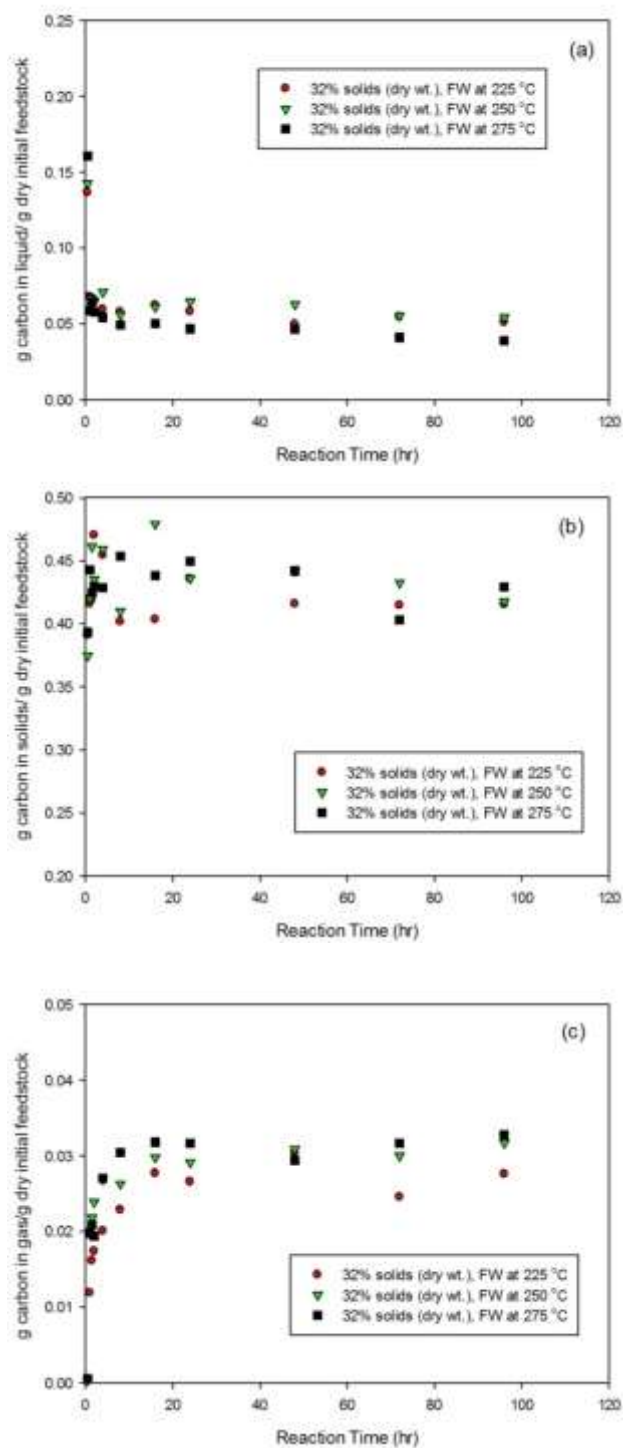 (a)
32% solids (dry wt.), FW at 225 °C
32% solids (dry wt.), FW at 250 °C
32% solids (dry wt.), FW at 275 °C
g carbon in liquid/ g dry initial feedstock
0.25
0.20
0.15
0.10
0.05
0.00
0 20 40 60 80 100 120
Reaction Time (hr)
(b)
g carbon in solids/ g dry initial feedstock
0.50
0.45
0.40
0.35
0.30
0.25
0.20
32% solids (dry wt.), FW at 225 °C
32% solids (dry wt.), FW at 250 °C
32% solids (dry wt.), FW at 275 °C
0 20 40 60 80 100 120
Reaction Time (hr)
(c)
g carbon in gas/g dry initial feedstock
0.05
0.04
0.03
0.02
0.01
0.00
32% solids (dry wt.), FW at 225 °C
32% solids (dry wt.), FW at 250 °C
32% solids (dry wt.), FW at 275 °C
0 20 40 60 80 100 120
Reaction Time (hr)